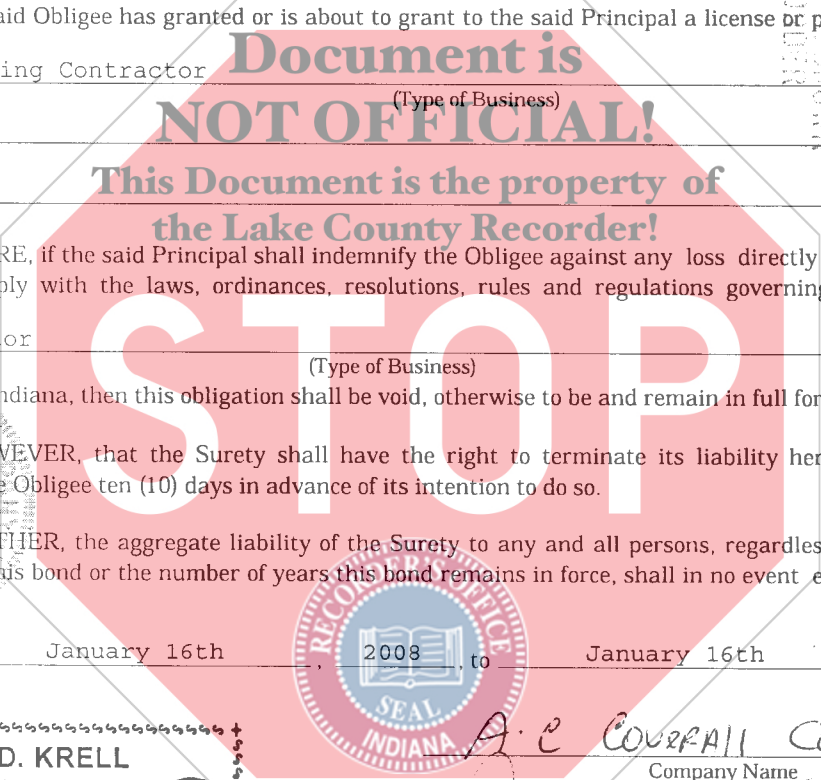 aid Obligee has granted or is about to grant to the said Principal a license or p
ing Contractor
Document is
(Type of Business)
NOT OFFICIAL!
This Document is the property of
the Lake County Recorder!
RE, if the said Principal shall indemnify the Obligee against any loss directly
ply with the laws, ordinances, resolutions, rules and regulations governing
or
STOP
(Type of Business)
ndiana, then this obligation shall be void, otherwise to be and remain in full for
WEVER, that the Surety shall have the right to terminate its liability her
e Obligee ten (10) days in advance of its intention to do so.
THER, the aggregate liability of the Surety to any and all persons, regardles
his bond or the number of years this bond remains in force, shall in no event e
RECORDER'S OFFICE
January 16th, 2008, to January 16th
SEAL
INDIANA
D. KRELL
A. C COVERALL Co
Company Name